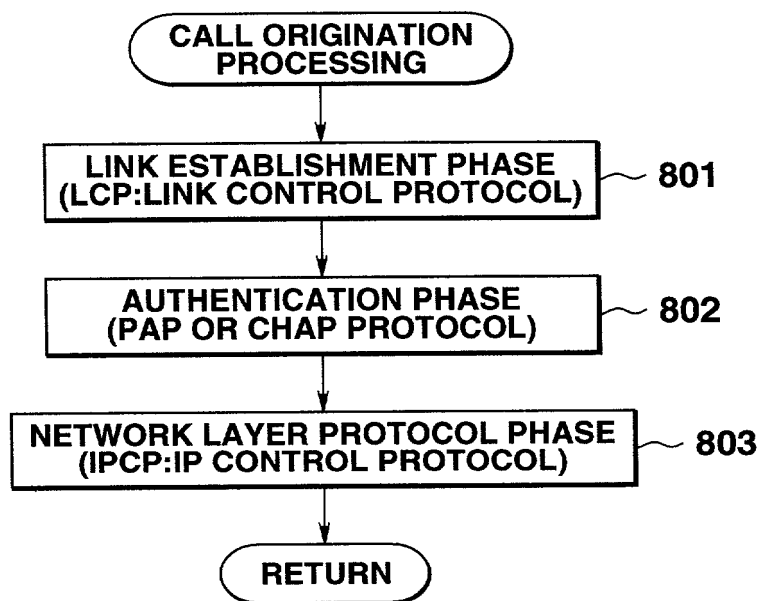 CALL ORIGINATION
PROCESSING
LINK ESTABLISHMENT PHASE
(LCP:LINK CONTROL PROTOCOL)
801
AUTHENTICATION PHASE
(PAP OR CHAP PROTOCOL)
802
NETWORK LAYER PROTOCOL PHASE
(IPCP:IP CONTROL PROTOCOL)
803
RETURN